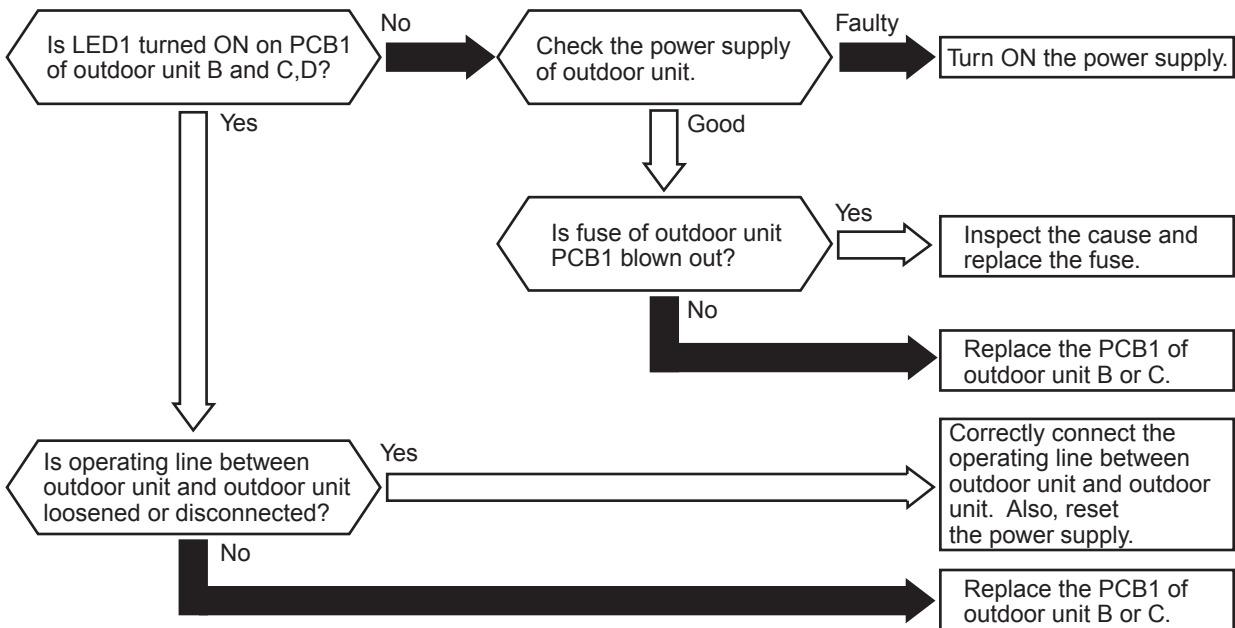 Is LED1 turned ON on PCB1
of outdoor unit B and C,D?
No
Check the power supply
of outdoor unit.
Faulty
Turn ON the power supply.
Yes
Good
Is fuse of outdoor unit
PCB1 blown out?
Yes
Inspect the cause and
replace the fuse.
No
Replace the PCB1 of
outdoor unit B or C.
Is operating line between
outdoor unit and outdoor unit
loosened or disconnected?
Yes
Correctly connect the
operating line between
outdoor unit and outdoor
unit.  Also, reset
the power supply.
No
Replace the PCB1 of
outdoor unit B or C.